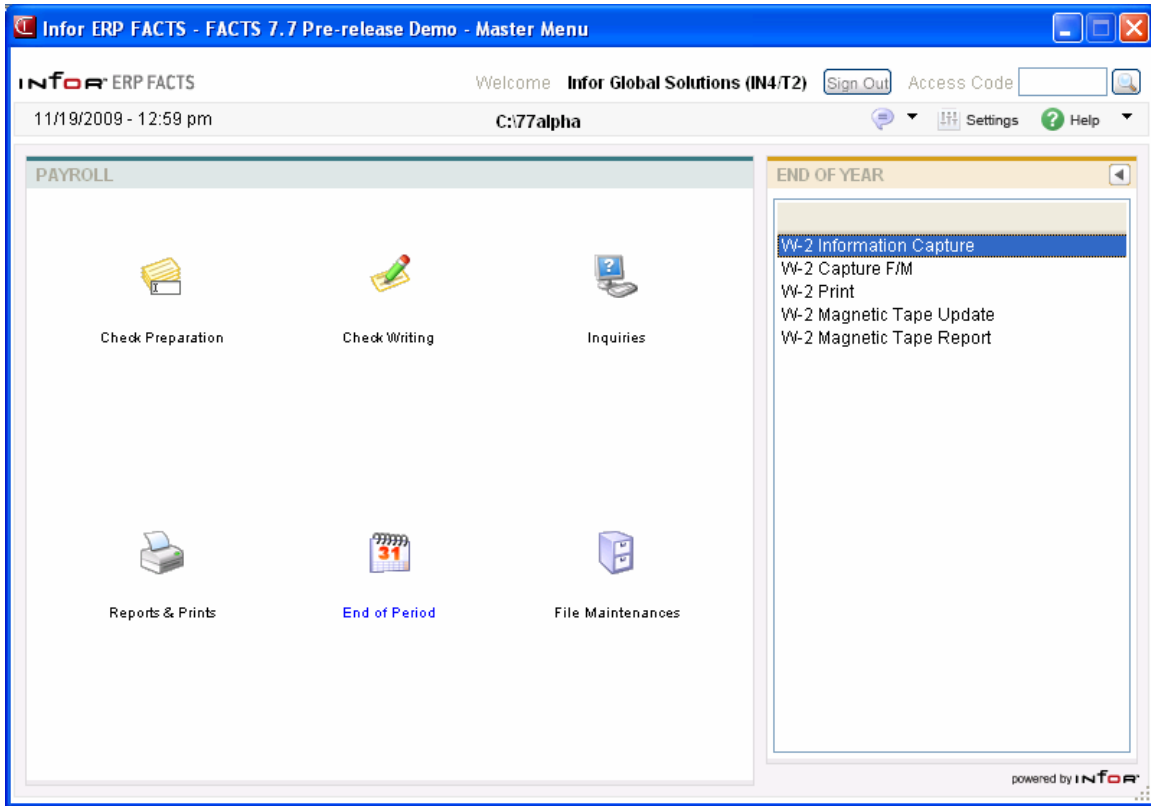 Infor ERP FACTS - FACTS 7.7 Pre-release Demo - Master Menu
INfor ERP FACTS
Welcome Infor Global Solutions (IN4/T2) Sign Out Access Code
11/19/2009 - 12:59 pm
C:\77alpha
Settings
Help
PAYROLL
Check Preparation
Check Writing
Inquiries
Reports & Prints
31
End of Period
File Maintenances
END OF YEAR
W-2 Information Capture
W-2 Capture F/M
W-2 Print
W-2 Magnetic Tape Update
W-2 Magnetic Tape Report
powered by INfor